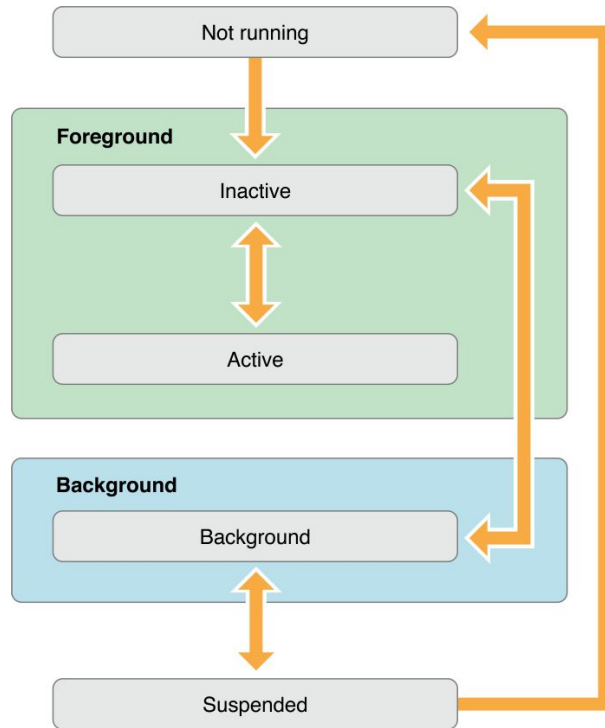 Not running
Foreground
Inactive
Active
Background
Background
Suspended